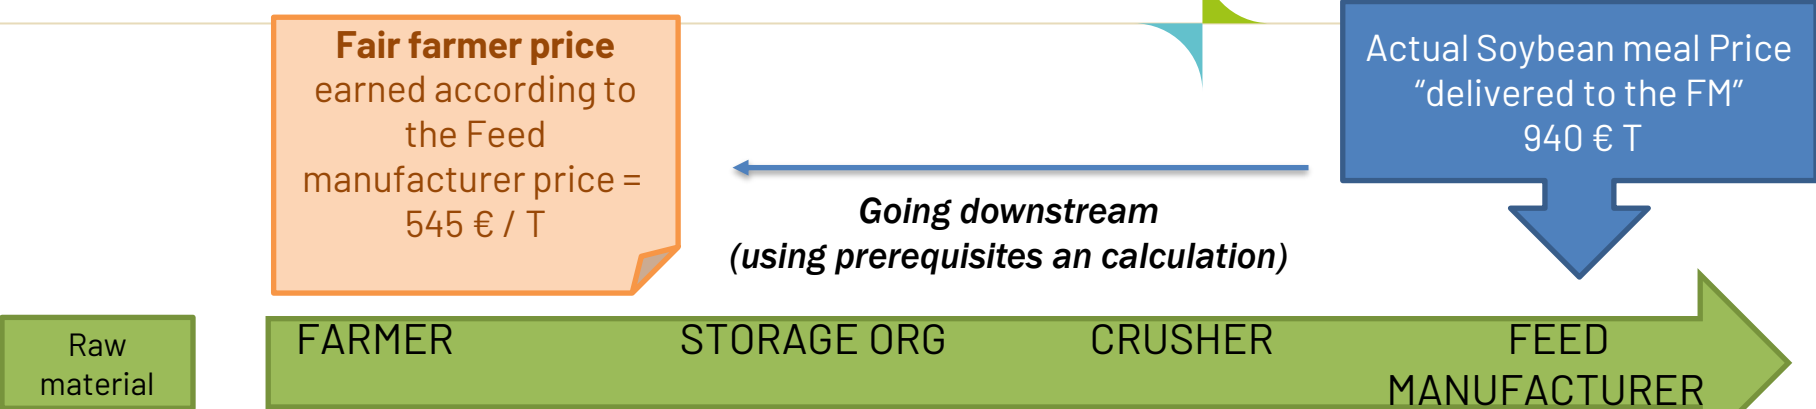 Fair farmer price
earned according to
the Feed
manufacturer price =
545 € / T
Actual Soybean meal Price
“delivered to the FM”
940 € T
Going downstream
(using prerequisites an calculation)
Raw
material
FARMER
STORAGE ORG
CRUSHER
FEED
MANUFACTURER